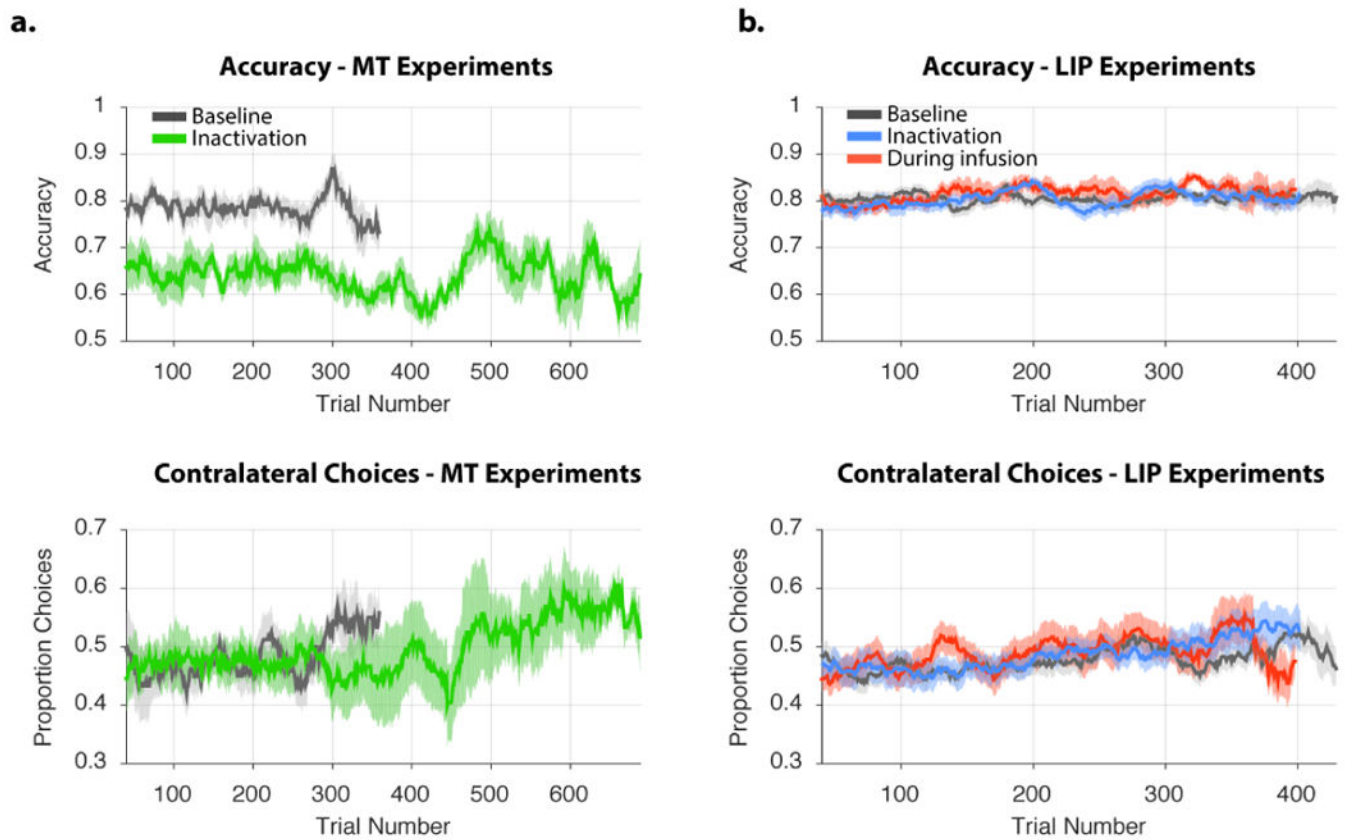 a.
Accuracy - MT Experiments
1
0.9
0.8
0.7
0.6
0.5
Accuracy
Baseline
Inactivation
100 200 300 400 500 600
Trial Number
Contralateral Choices - MT Experiments
0.7
0.6
0.5
0.4
0.3
Proportion Choices
100 200 300 400 500 600
Trial Number
b.
Accuracy - LIP Experiments
1
0.9
0.8
0.7
0.6
0.5
Accuracy
Baseline
Inactivation
During infusion
100 200 300 400
Trial Number
Contralateral Choices - LIP Experiments
0.7
0.6
0.5
0.4
0.3
Proportion Choices
100 200 300 400
Trial Number